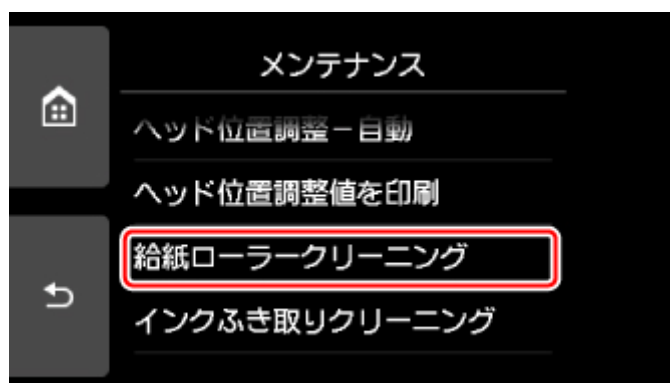 メンテナンス
ヘッド位置調整－自動
ヘッド位置調整値を印刷
給紙ローラークリーニング
インクふき取りクリーニング